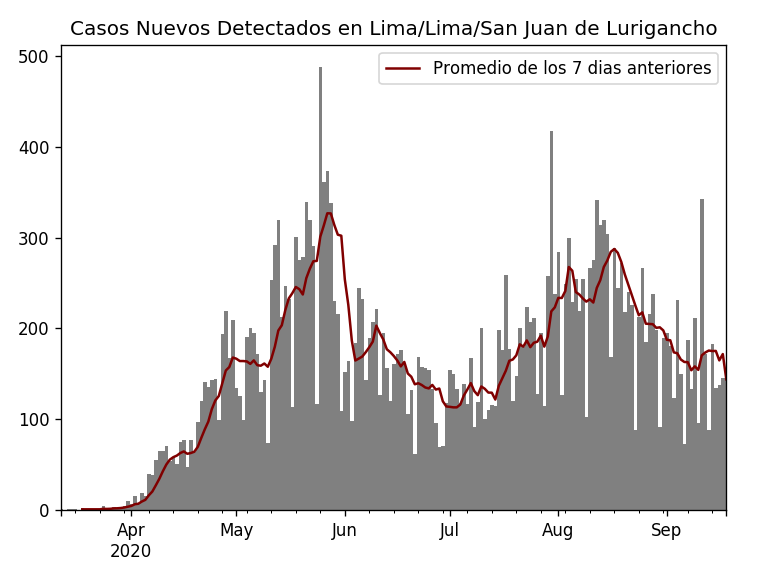 Casos Nuevos Detectados en Lima/Lima/San Juan de Lurigancho
Promedio de los 7 dias anteriores
500
400
300
200
100
0
Apr
2020
May
Jun
Jul
Aug
Sep